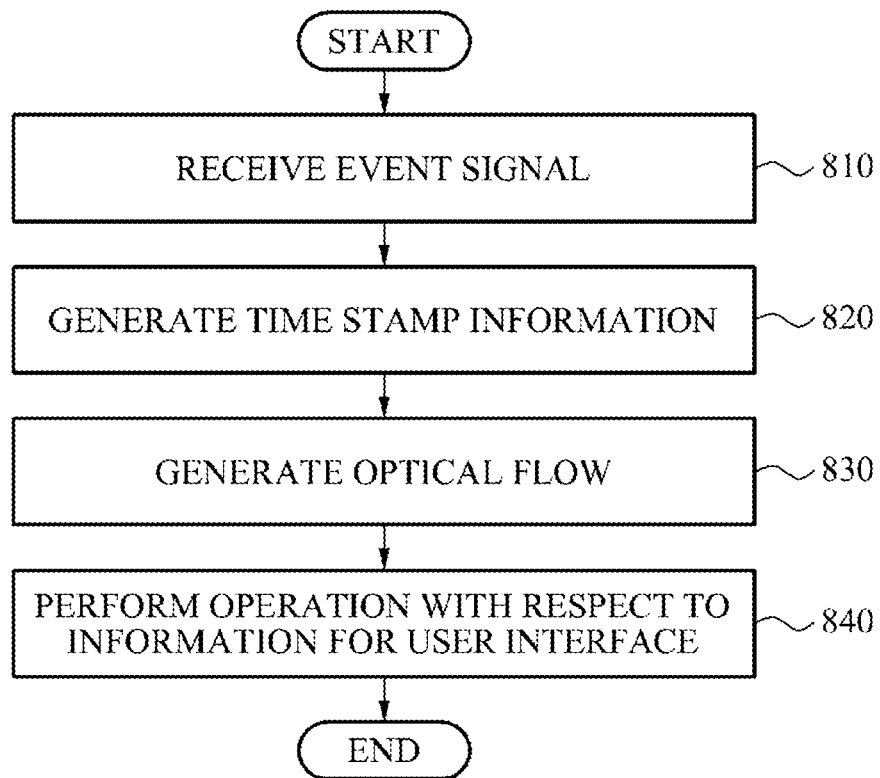 START
RECEIVE EVENT SIGNAL
810
GENERATE TIME STAMP INFORMATION
820
GENERATE OPTICAL FLOW
830
PERFORM OPERATION WITH RESPECT TO
INFORMATION FOR USER INTERFACE
840
END